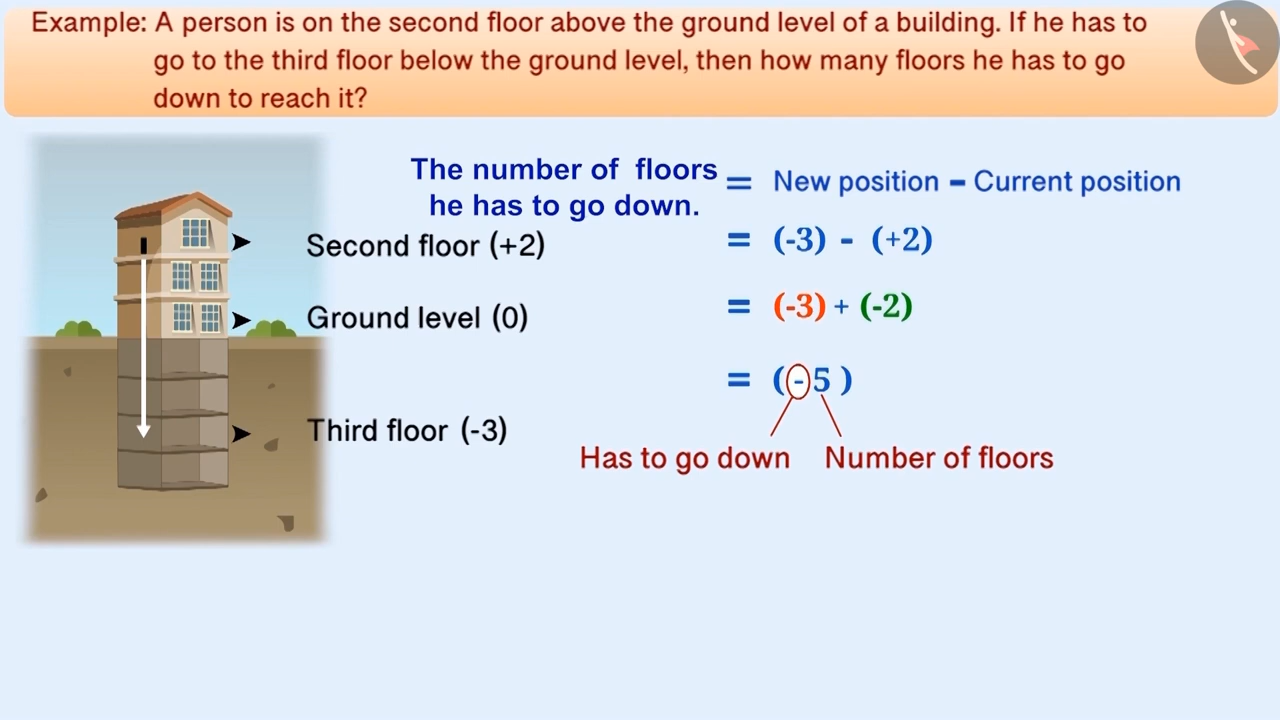 Example: A person is on the second floor above the ground level of a building. If he has to
go to the third floor below the ground level, then how many floors he has to go
down to reach it?
The number of floors
he has to go down.
= New position - Current position
Second floor (+2)
= (-3) - (+2)
Ground level (0)
= (-3) + (-2)
= (-5 )
Third floor (-3)
Has to go down
Number of floors